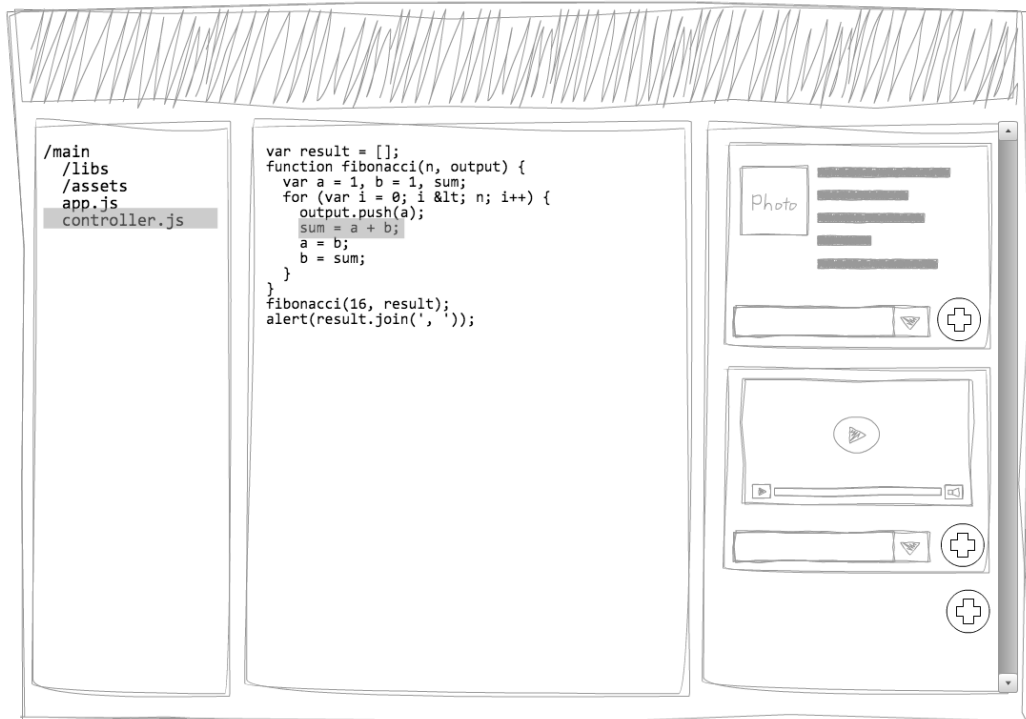 /main
/libs
/assets
app.js
controller.js
var result = [];
function fibonacci(n, output) {
  var a = 1, b = 1, sum;
  for (var i = 0; i &lt; n; i++) {
    output.push(a);
    sum = a + b;
    a = b;
    b = sum;
  }
}
fibonacci(16, result);
alert(result.join(', '));
Photo